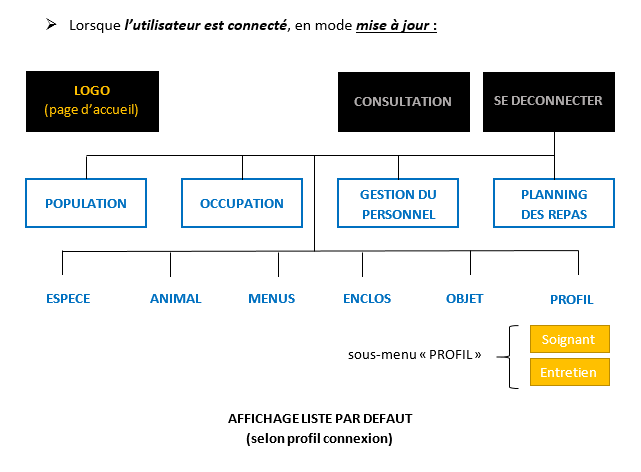 ➢ Lorsque l'utilisateur est connecté, en mode mise à jour :
LOGO
(page d'accueil)
CONSULTATION
SE DECONNECTER
POPULATION
OCCUPATION
GESTION DU
PERSONNEL
PLANNING
DES REPAS
ESPECE
ANIMAL
MENUS
ENCLOS
OBJET
PROFIL
sous-menu « PROFIL »
Soignant
Entretien
AFFICHAGE LISTE PAR DEFAUT
(selon profil connexion)